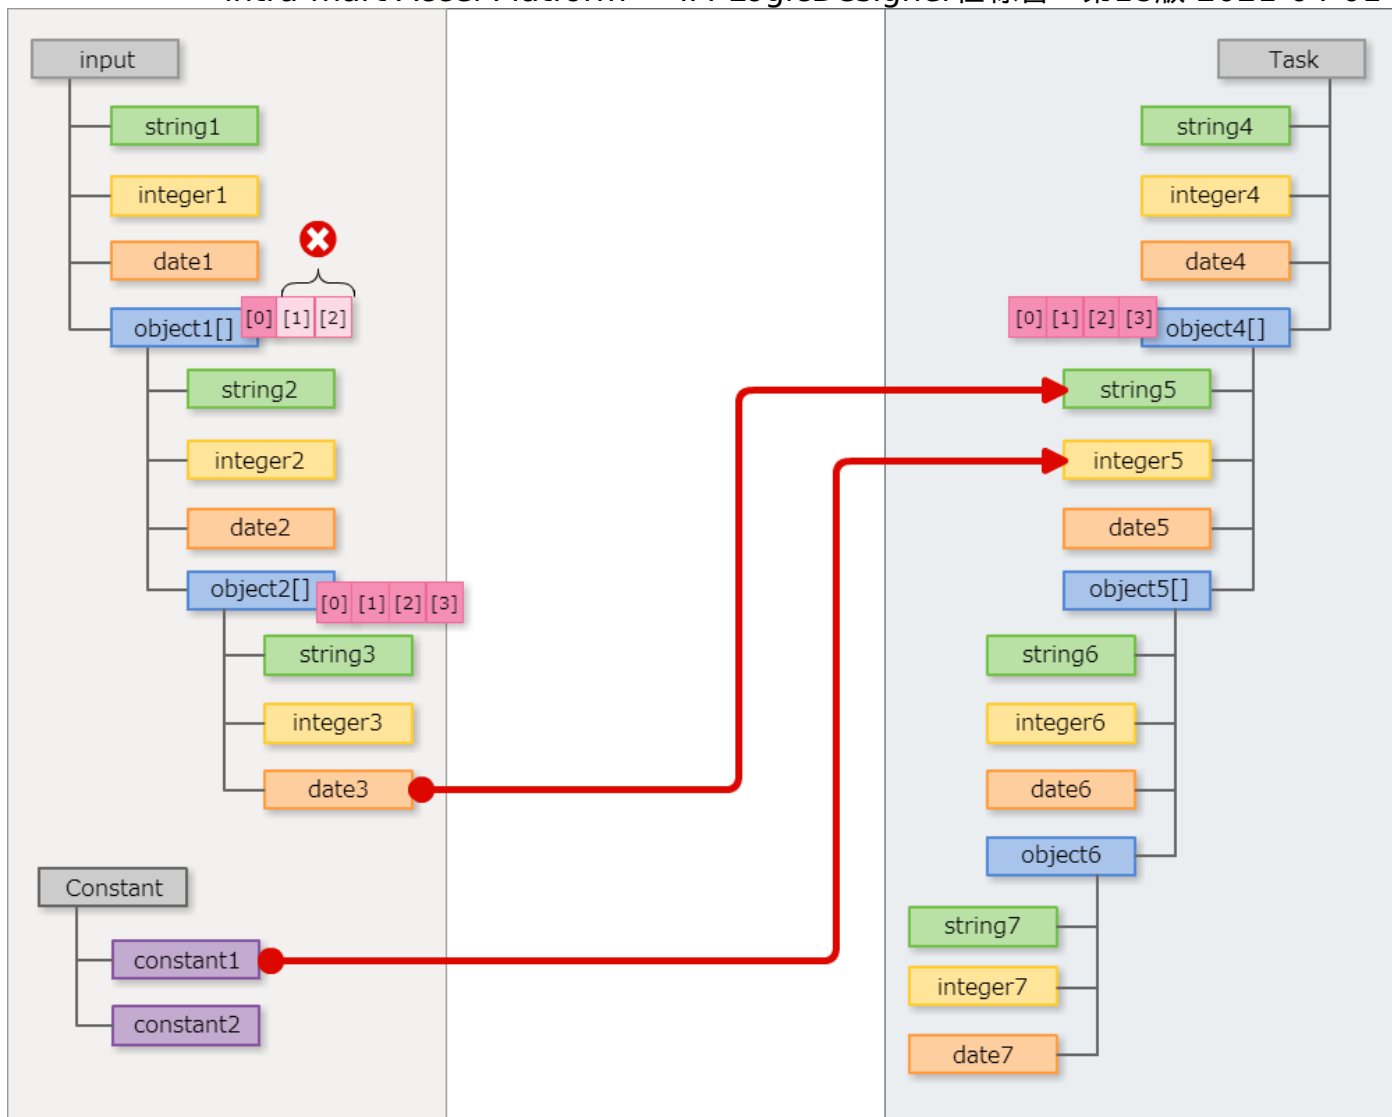 input
string1
integer1
date1
object1[]
[0] [1] [2]
string2
integer2
date2
object2[]
[0] [1] [2] [3]
string3
integer3
date3
Constant
constant1
constant2
Task
string4
integer4
date4
[0] [1] [2] [3]
object4[]
string5
integer5
date5
object5[]
string6
integer6
date6
object6
string7
integer7
date7